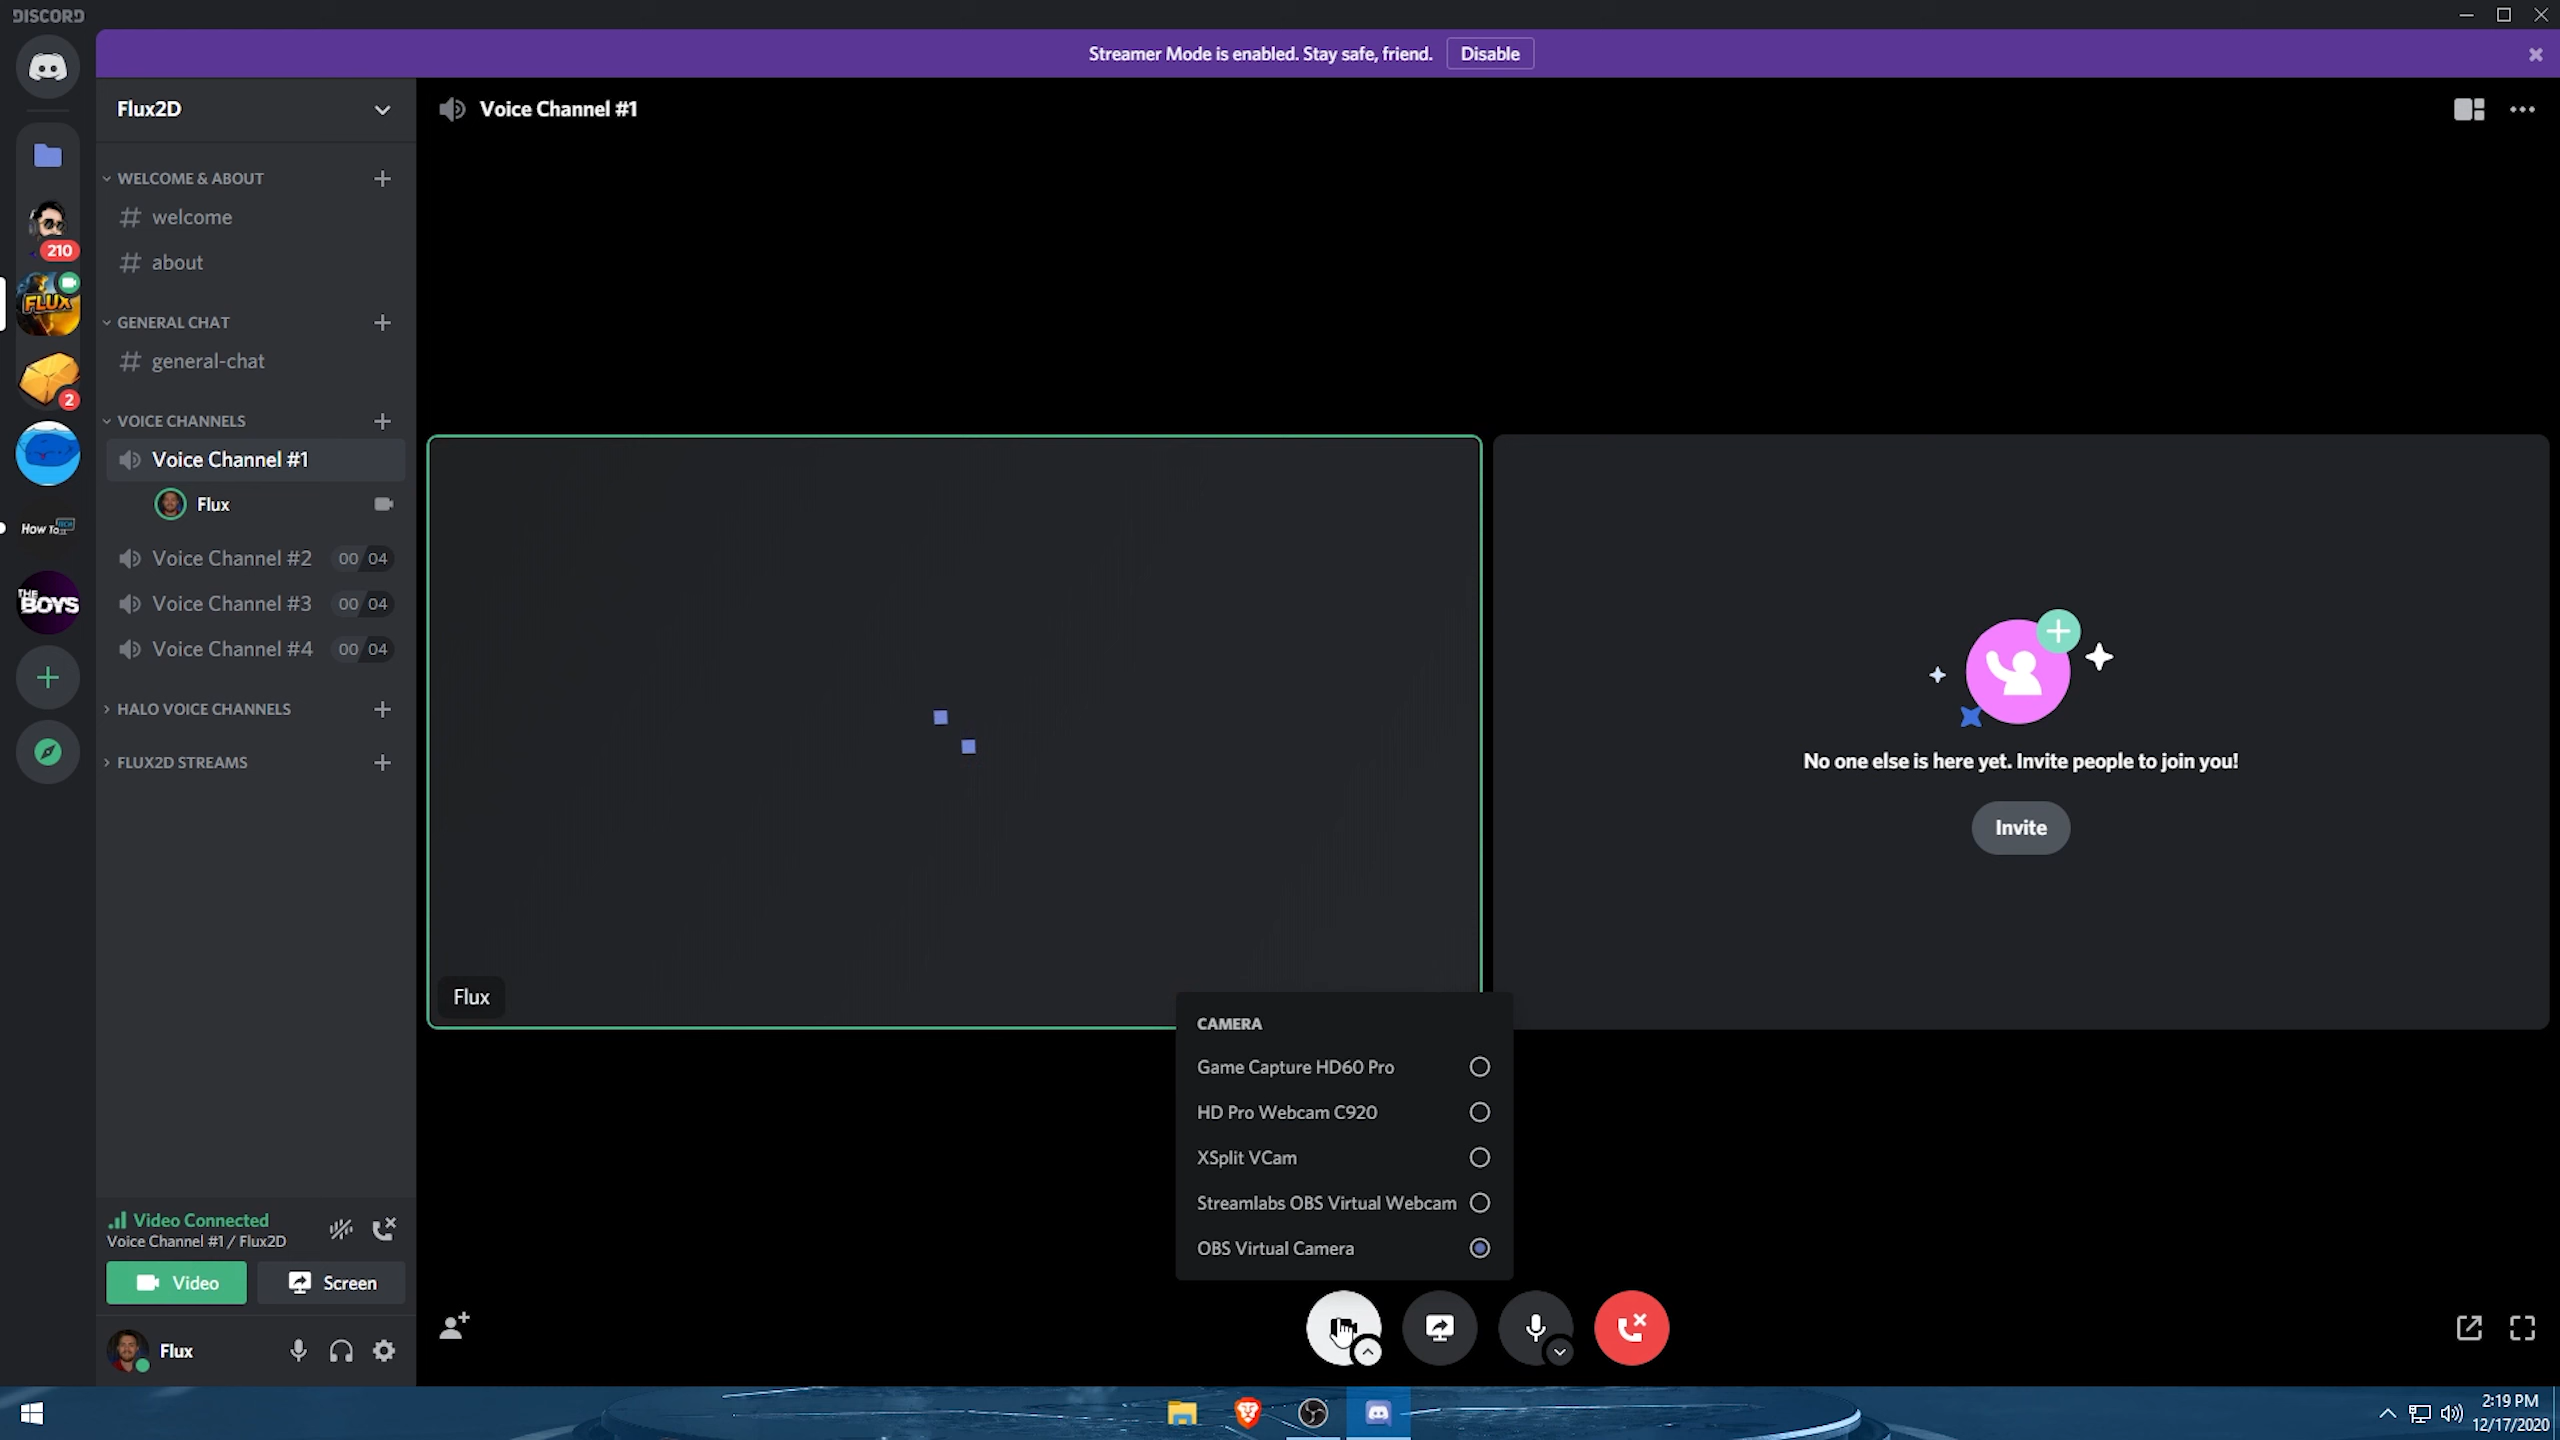 DISCORD
Streamer Mode is enabled. Stay safe, friend.
Disable
Flux2D
Voice Channel #1
WELCOME & ABOUT
welcome
about
210
FLUX
GENERAL CHAT
general-chat
2
VOICE CHANNELS
Voice Channel #1
Flux
How To
TECH
Voice Channel #2 00 04
THE
BOYS
Voice Channel #3 00 04
Voice Channel #4 00 04
HALO VOICE CHANNELS
FLUX2D STREAMS
Flux
No one else is here yet. Invite people to join you!
Invite
CAMERA
Game Capture HD60 Pro
HD Pro Webcam C920
XSplit VCam
Streamlabs OBS Virtual Webcam
OBS Virtual Camera
Video Connected
Voice Channel #1 / Flux2D
Video
Screen
Flux
2:19 PM
12/17/2020